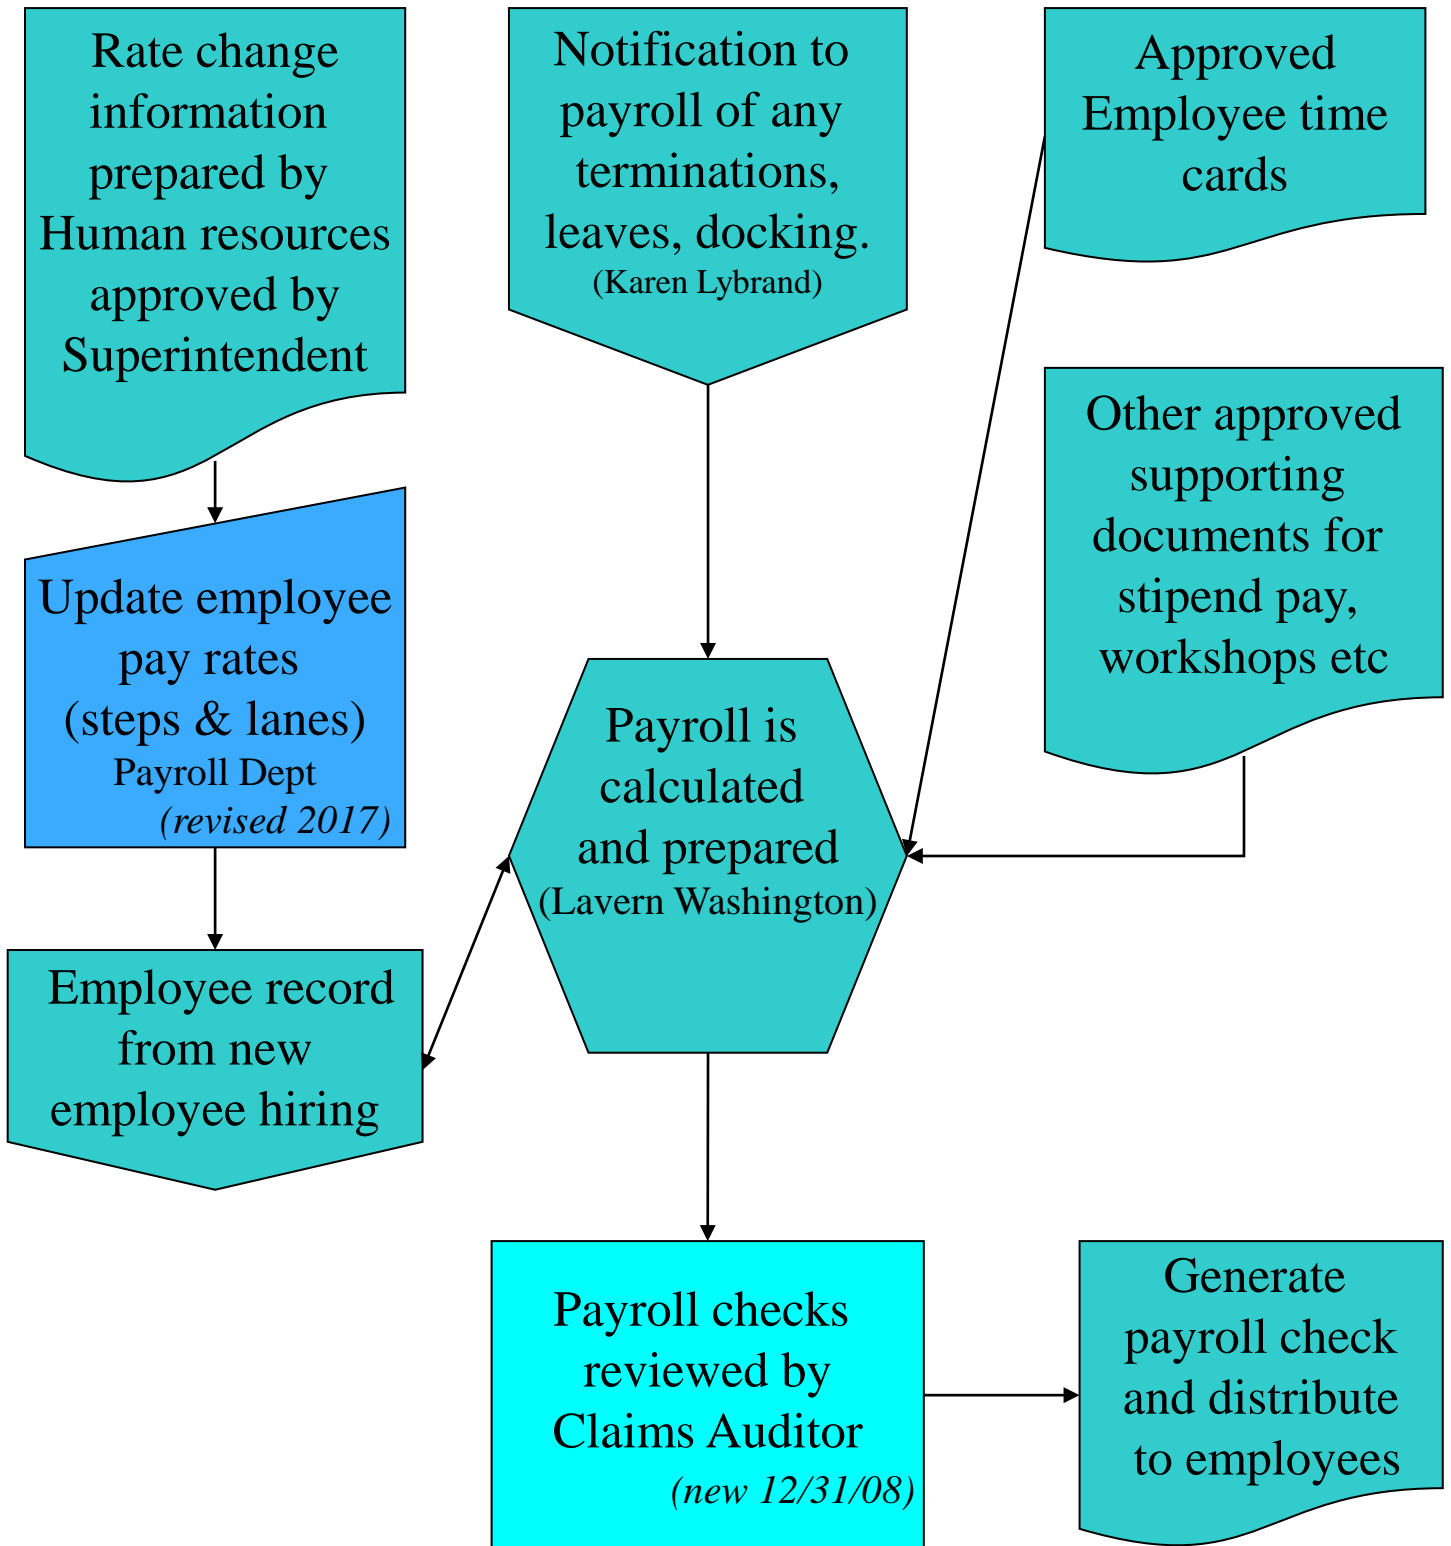 Rate change
information
prepared by
Human resources
approved by
Superintendent
Notification to
payroll of any
terminations,
leaves, docking.
(Karen Lybrand)
Approved
Employee time
cards
Other approved
supporting
documents for
stipend pay,
workshops etc
Update employee
pay rates
(steps & lanes)
Payroll Dept
(revised 2017)
Payroll is
calculated
and prepared
(Lavern Washington)
Employee record
from new
employee hiring
Payroll checks
reviewed by
Claims Auditor
(new 12/31/08)
Generate
payroll check
and distribute
to employees